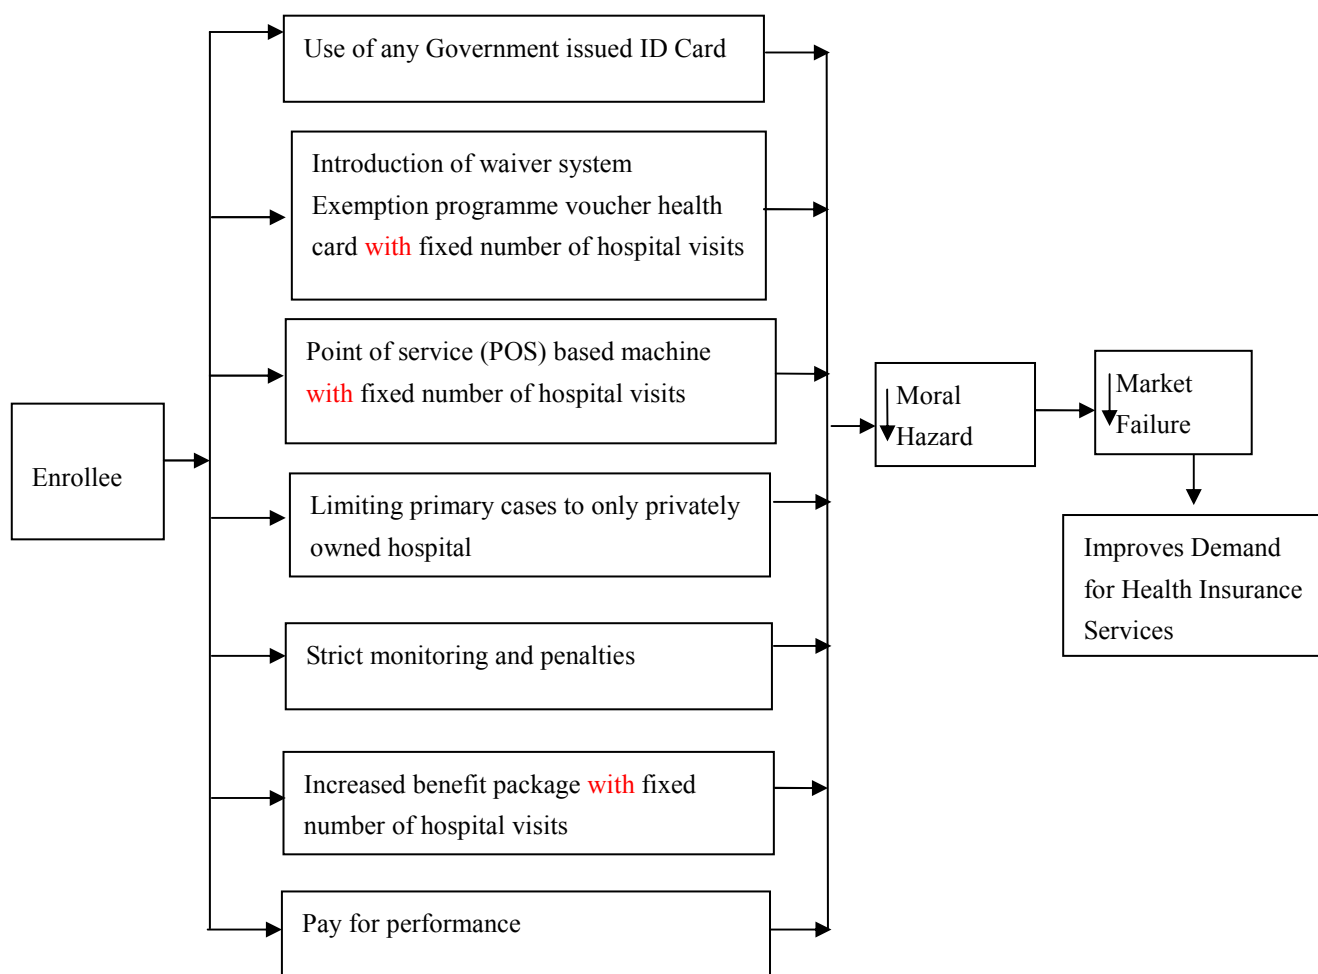 Use of any Government issued ID Card
Introduction of waiver system
Exemption programme voucher health
card with fixed number of hospital visits
Point of service (POS) based machine
with fixed number of hospital visits
Enrollee
Limiting primary cases to only privately
owned hospital
Strict monitoring and penalties
Increased benefit package with fixed
number of hospital visits
Pay for performance
Moral
Hazard
Market
Failure
Improves Demand
for Health Insurance
Services